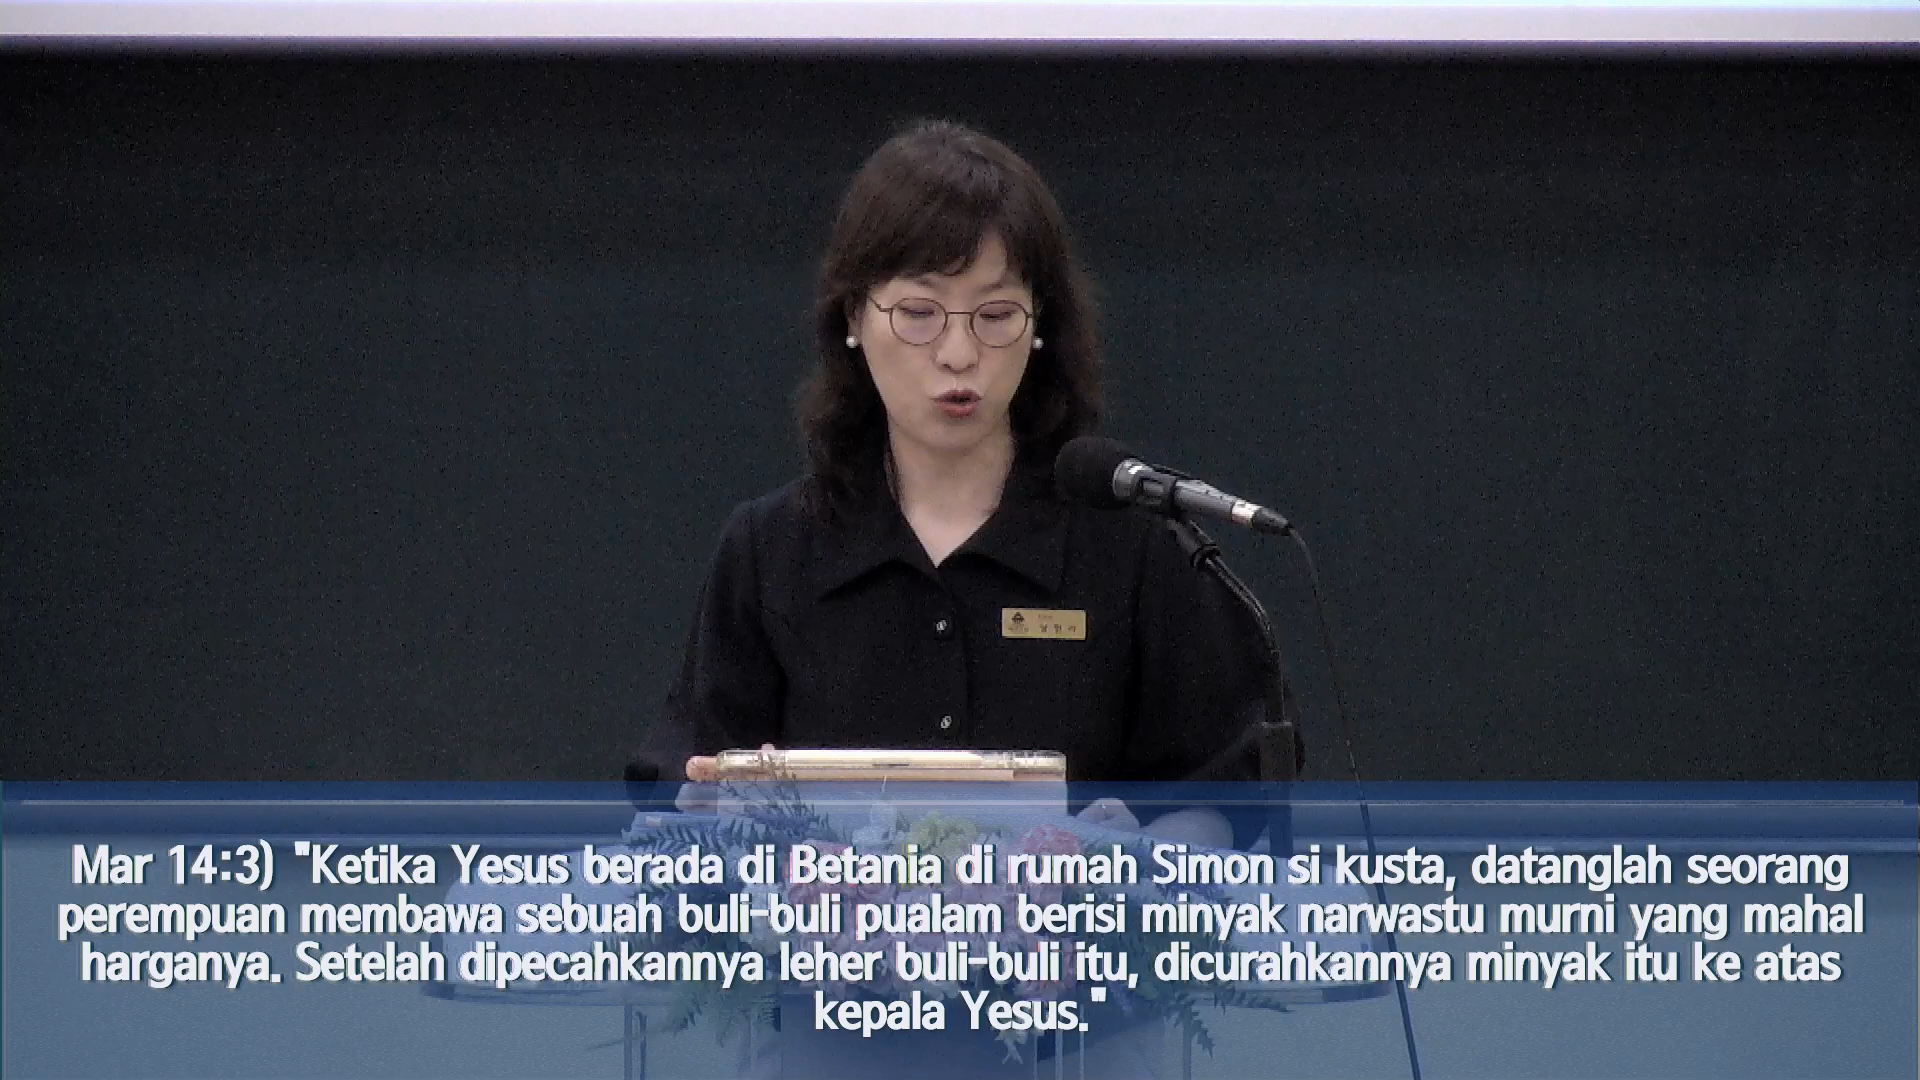 Mar 14:3) "Ketika Yesus berada di Betania di rumah Simon si kusta, datanglah seorang
perempuan membawa sebuah buli-buli pualam berisi minyak narwastu murni yang mahal
harganya. Setelah dipecahkannya leher buli-buli itu, dicurahkannya minyak itu ke atas
kepala Yesus."